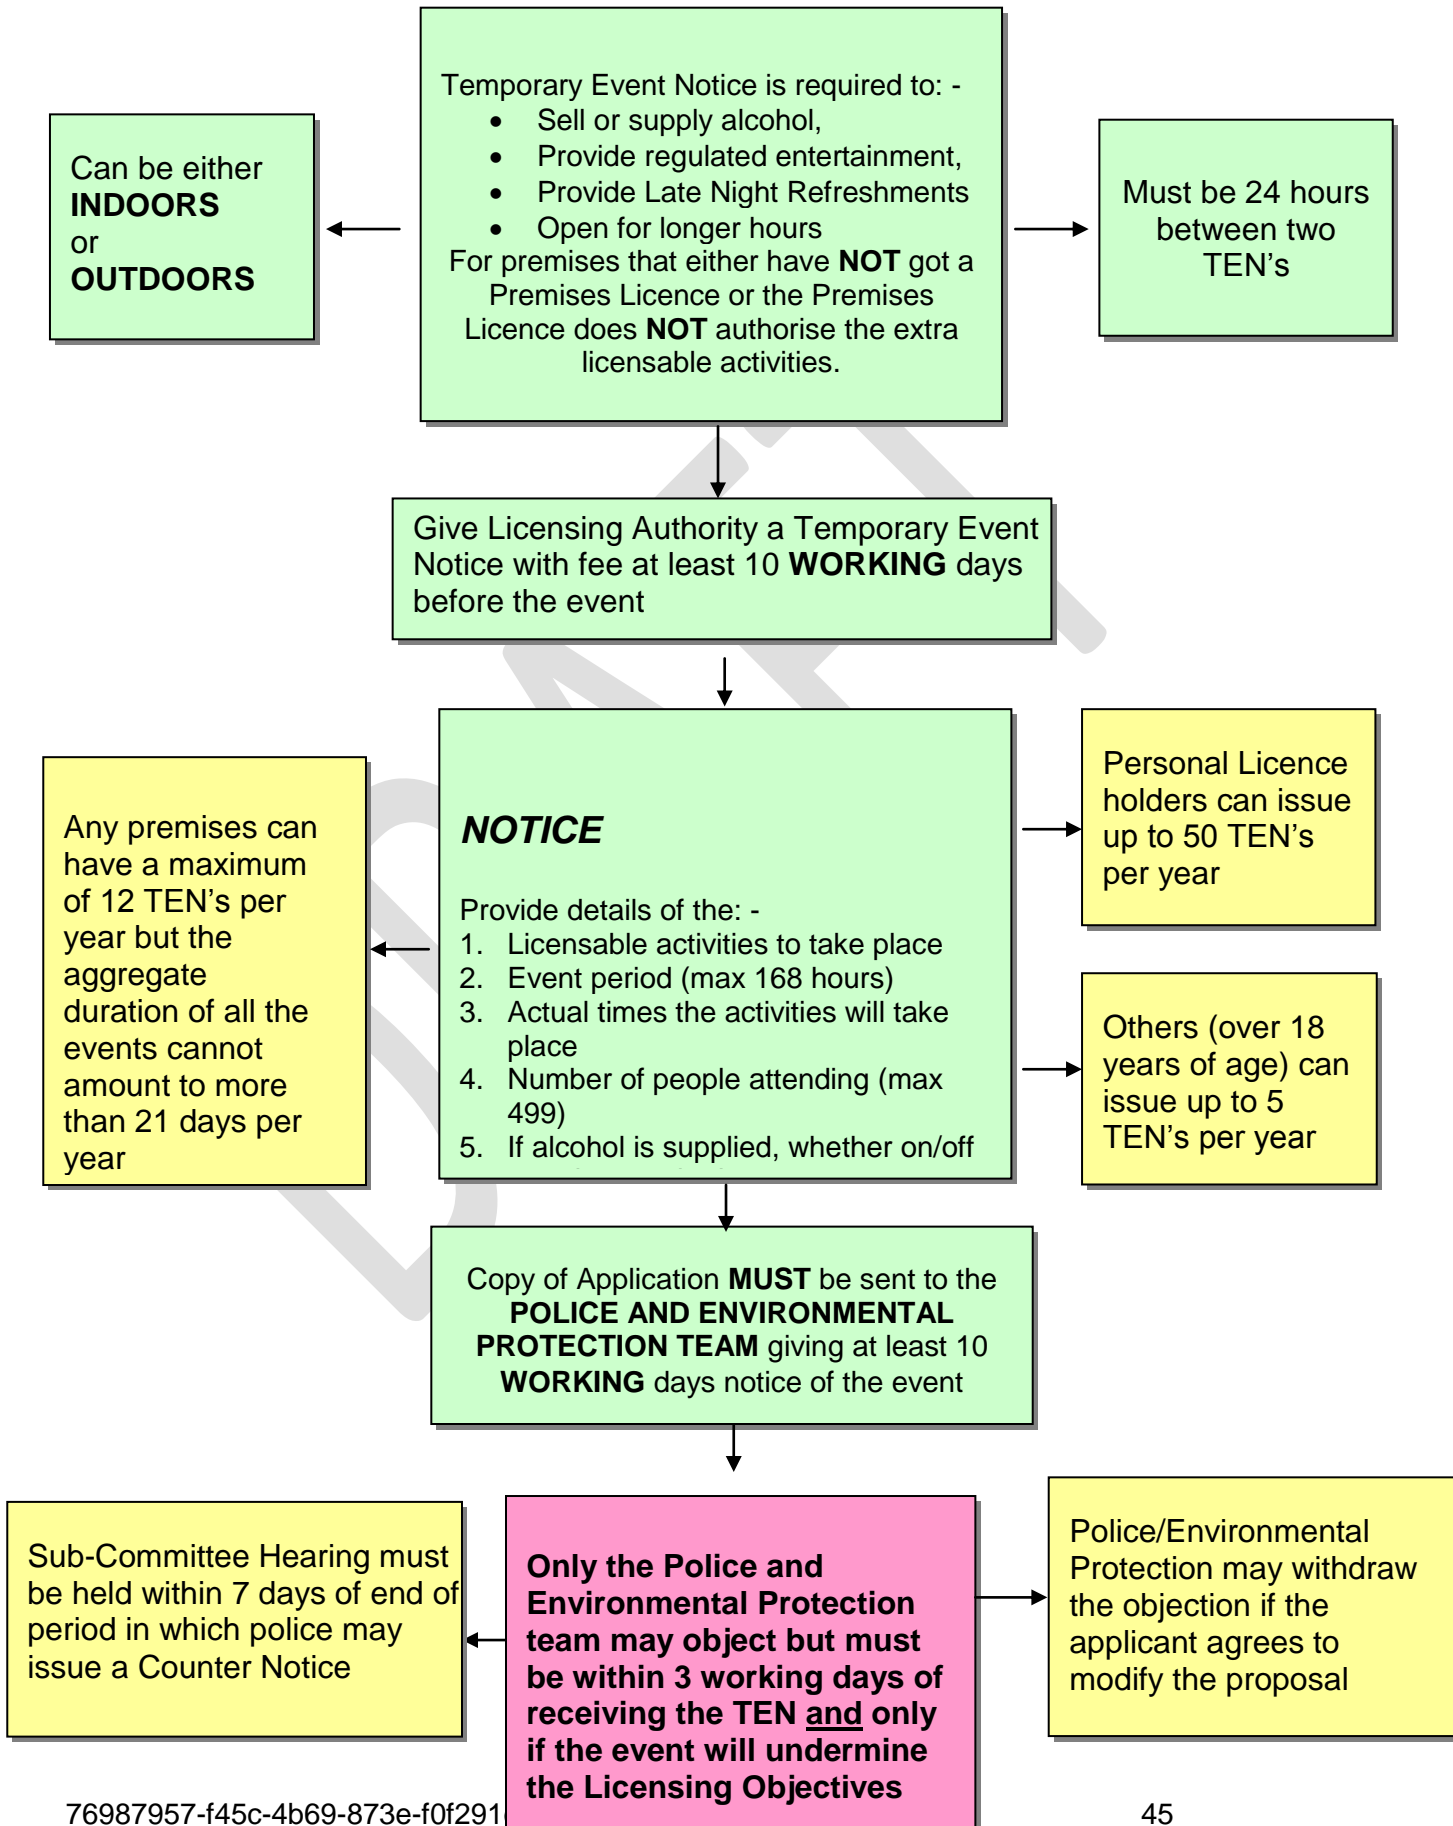 Temporary Event Notice is required to: -
• Sell or supply alcohol,
• Provide regulated entertainment,
• Provide Late Night Refreshments
• Open for longer hours
For premises that either have NOT got a
Premises Licence or the Premises
Licence does NOT authorise the extra
licensable activities.
Can be either
INDOORS
or
OUTDOORS
Must be 24 hours
between two
TEN's
Give Licensing Authority a Temporary Event
Notice with fee at least 10 WORKING days
before the event
NOTICE
Provide details of the: -
1. Licensable activities to take place
2. Event period (max 168 hours)
3. Actual times the activities will take
place
4. Number of people attending (max
499)
5. If alcohol is supplied, whether on/off
Any premises can
have a maximum
of 12 TEN's per
year but the
aggregate
duration of all the
events cannot
amount to more
than 21 days per
year
Personal Licence
holders can issue
up to 50 TEN's
per year
Others (over 18
years of age) can
issue up to 5
TEN's per year
Copy of Application MUST be sent to the
POLICE AND ENVIRONMENTAL
PROTECTION TEAM giving at least 10
WORKING days notice of the event
Sub-Committee Hearing must
be held within 7 days of end of
period in which police may
issue a Counter Notice
Only the Police and
Environmental Protection
team may object but must
be within 3 working days of
receiving the TEN and only
if the event will undermine
the Licensing Objectives
Police/Environmental
Protection may withdraw
the objection if the
applicant agrees to
modify the proposal
76987957-f45c-4b69-873e-f0f291
45
DRAFT